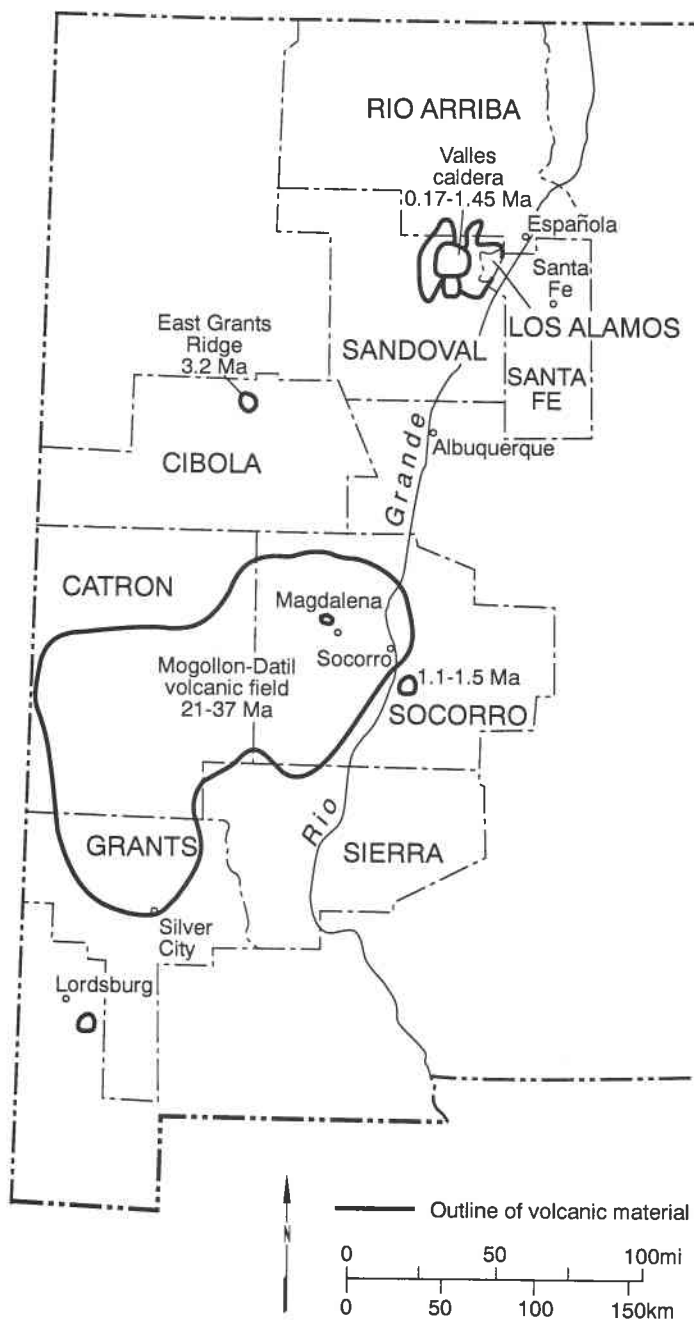 RIO ARRIBA
Valles
caldera
0.17-1.45 Ma
Española
Santa
Fe
LOS ALAMOS
East Grants
Ridge
3.2 Ma
SANDOVAL
SANTA
FE
Albuquerque
CIBOLA
Rio Grande
CATRON
Magdalena
Socorro
Mogollon-Datil
volcanic field
21-37 Ma
1.1-1.5 Ma
SOCORRO
GRANTS
SIERRA
Silver
City
Lordsburg
N
Outline of volcanic material
0 50 100mi
0 50 100 150km